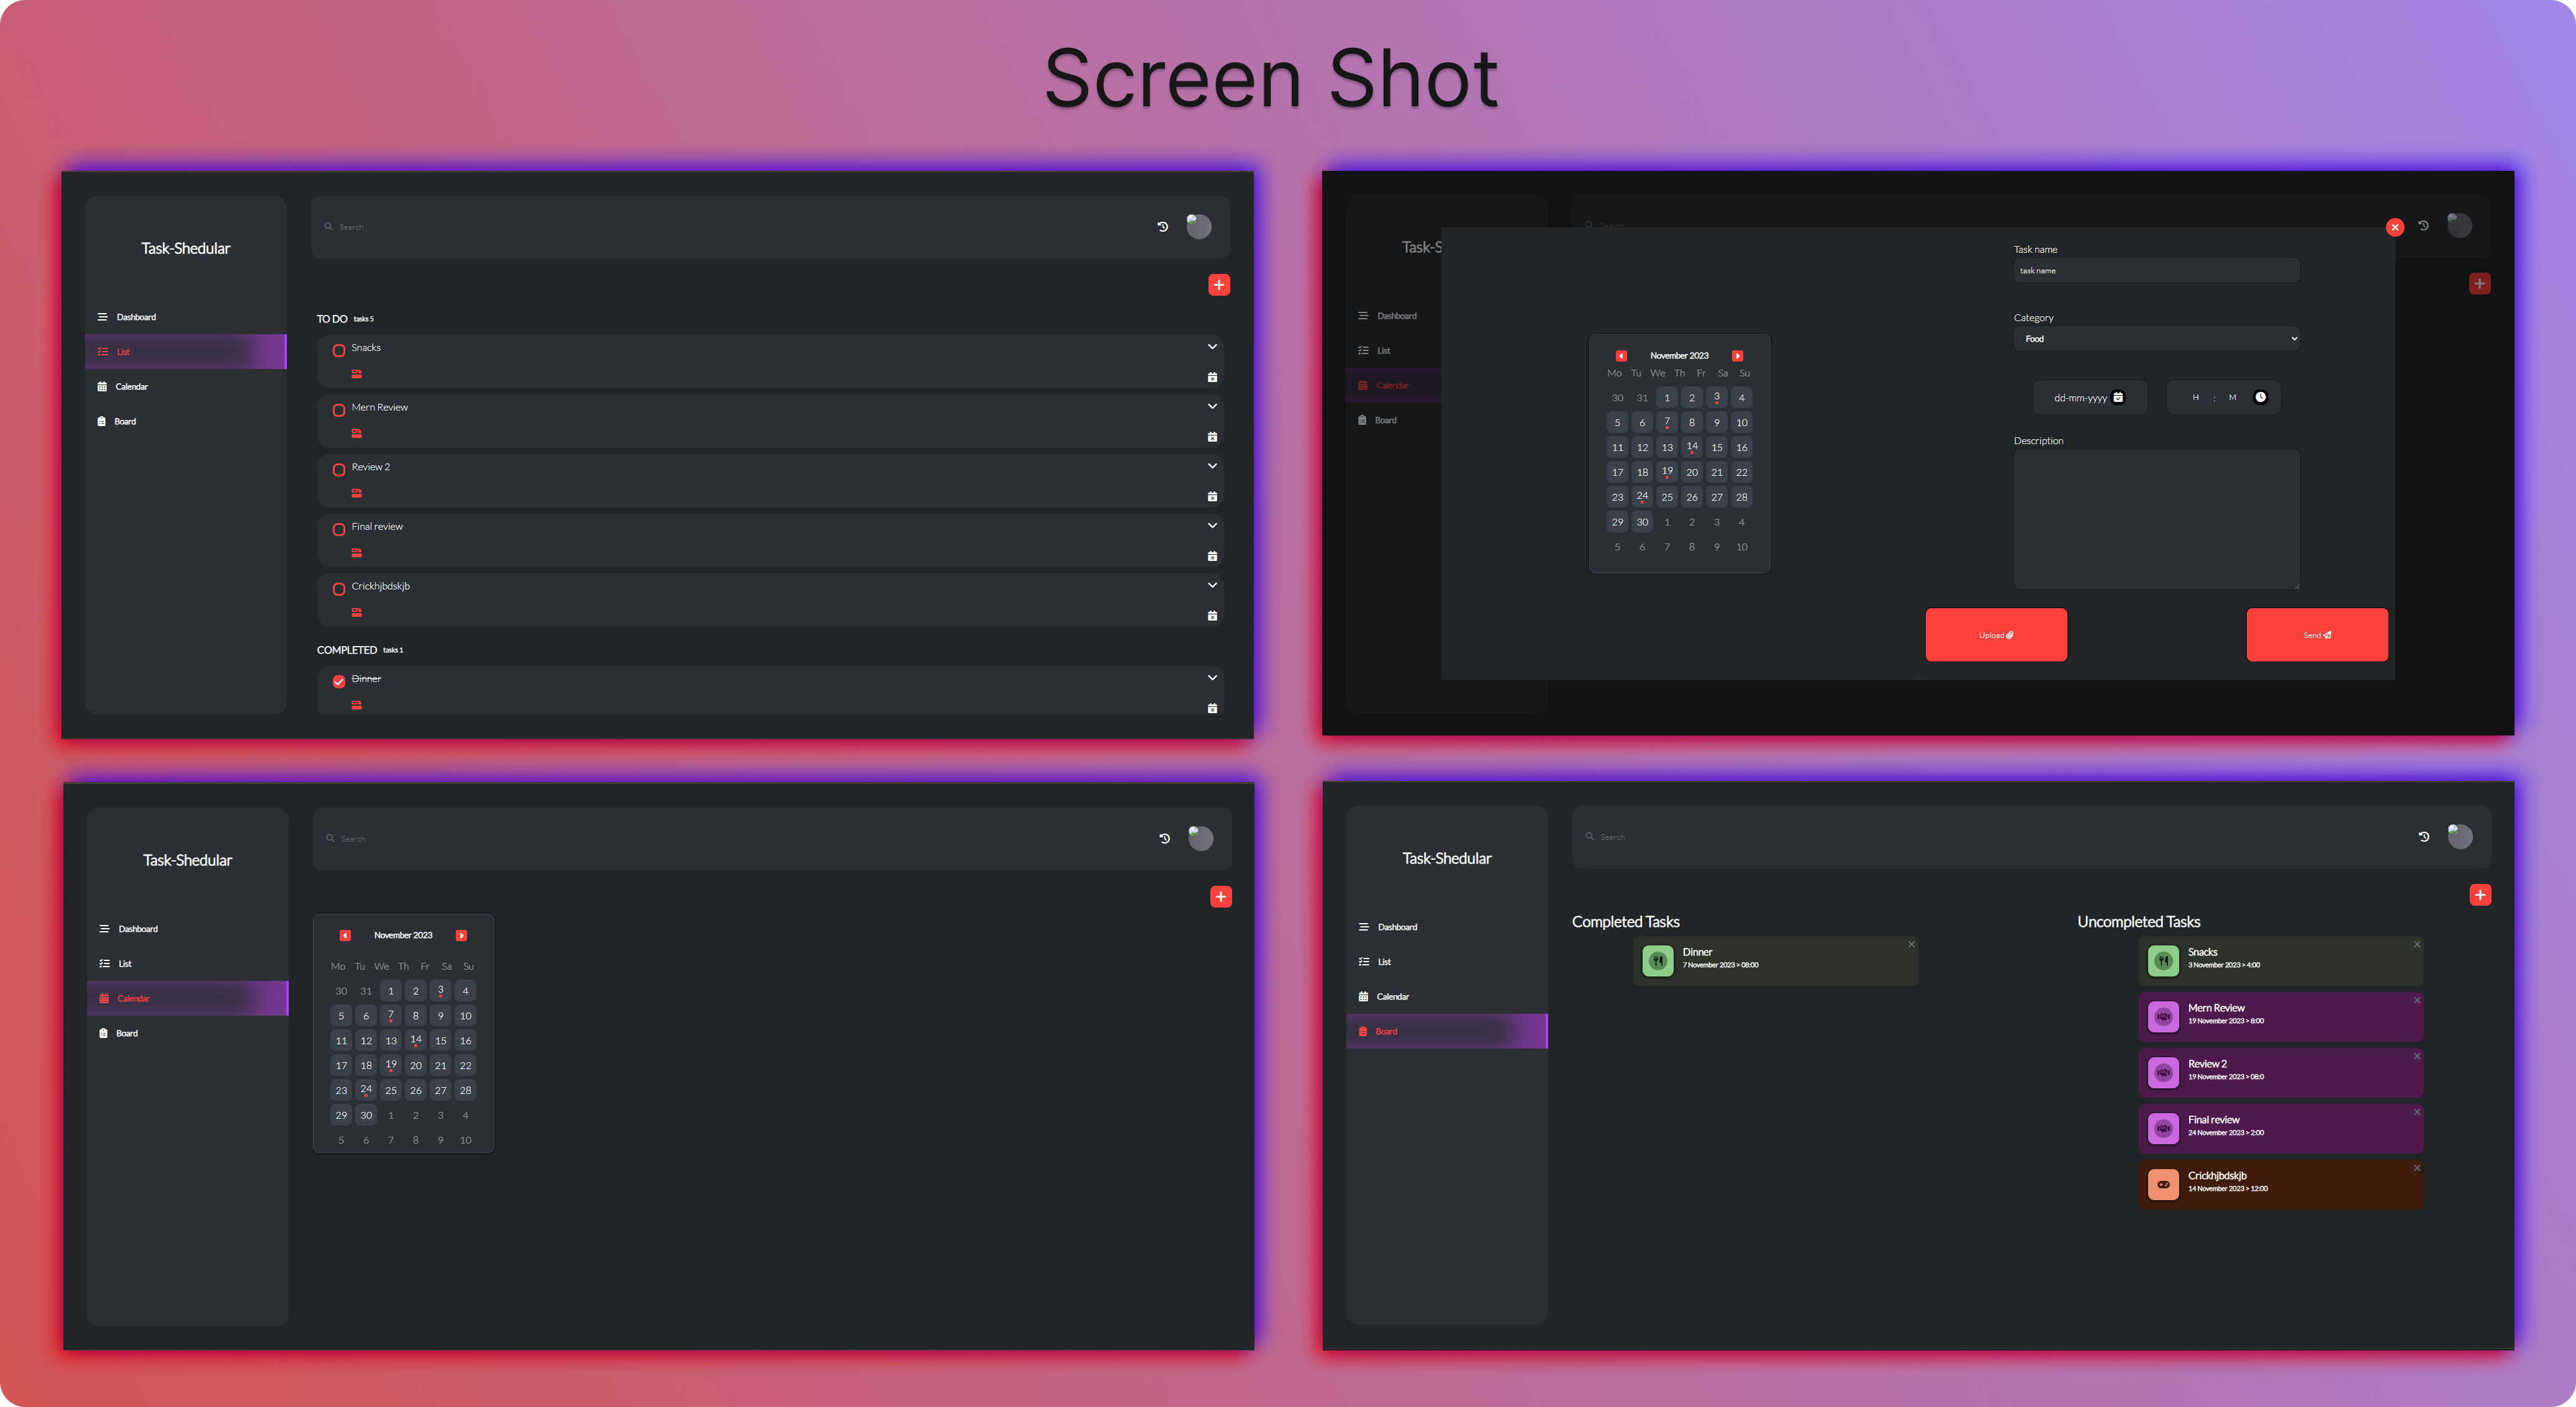 Screen Shot
Task-Shedular
Dashboard
List
Calendar
Board
Search
TO DO tasks 5
Snacks
Mern Review
Review 2
Final review
Crickhjbdskjb
COMPLETED tasks 1
Dinner
Task-S
Dashboard
List
Calendar
Board
Search
November 2023
Mo Tu We Th Fr Sa Su
30 31 1 2 3 4
5 6 7 8 9 10
11 12 13 14 15 16
17 18 19 20 21 22
23 24 25 26 27 28
29 30 1 2 3 4
5 6 7 8 9 10
Task name
task name
Category
Food
dd-mm-yyyy H : M
Description
Upload Send
Task-Shedular
Dashboard
List
Calendar
Board
Search
November 2023
Mo Tu We Th Fr Sa Su
30 31 1 2 3 4
5 6 7 8 9 10
11 12 13 14 15 16
17 18 19 20 21 22
23 24 25 26 27 28
29 30 1 2 3 4
5 6 7 8 9 10
Task-Shedular
Dashboard
List
Calendar
Board
Search
Completed Tasks
Dinner
7 November 2023 > 08:00
Uncompleted Tasks
Snacks
3 November 2023 > 4:00
Mern Review
19 November 2023 > 8:00
Review 2
19 November 2023 > 08:0
Final review
24 November 2023 > 2:00
Crickhjbdskjb
14 November 2023 > 12:00